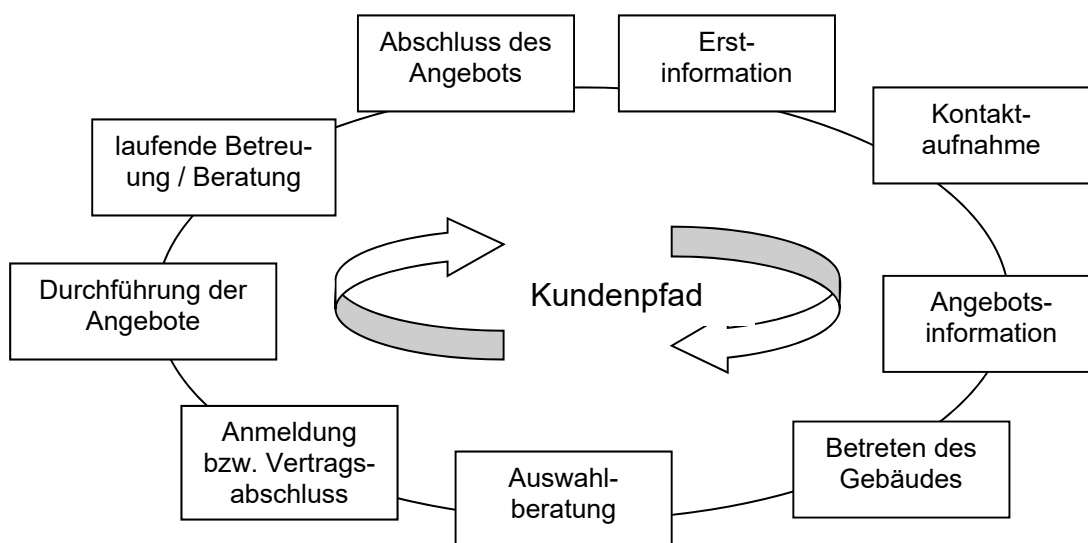 Abschluss des
Angebots
Erst-
information
Kontakt-
aufnahme
laufende Betreu-
ung / Beratung
Durchführung der
Angebote
Kundenpfad
Angebots-
information
Anmeldung
bzw. Vertrags-
abschluss
Auswahl-
beratung
Betreten des
Gebäudes